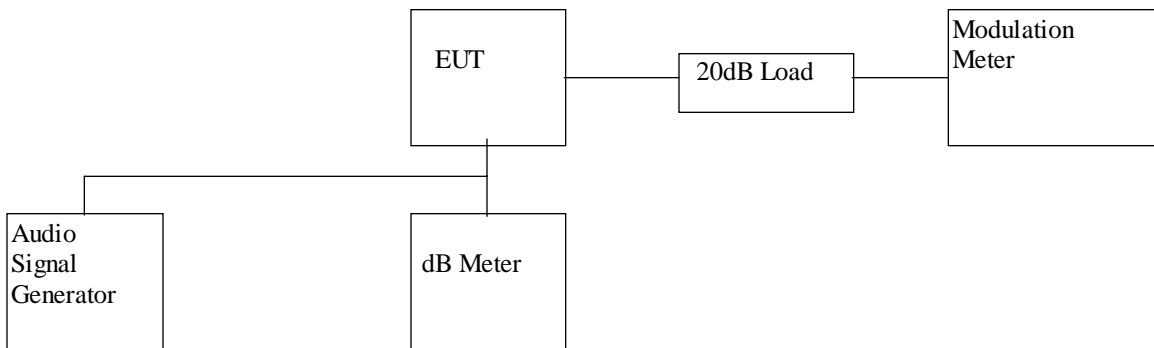 EUT
20dB Load
Modulation
Meter
Audio
Signal
Generator
dB Meter